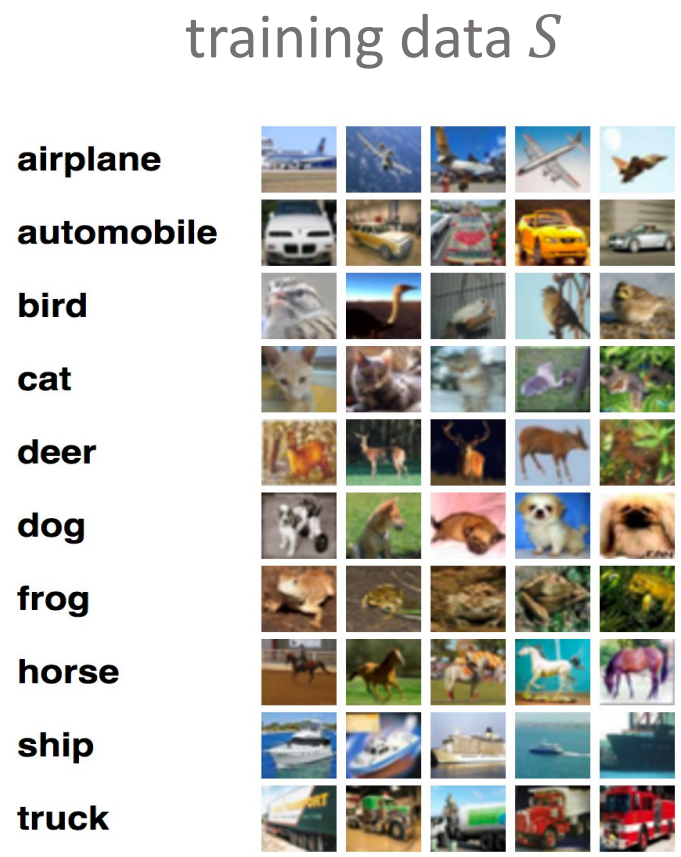 training data S
airplane
automobile
bird
cat
deer
dog
frog
horse
ship
truck